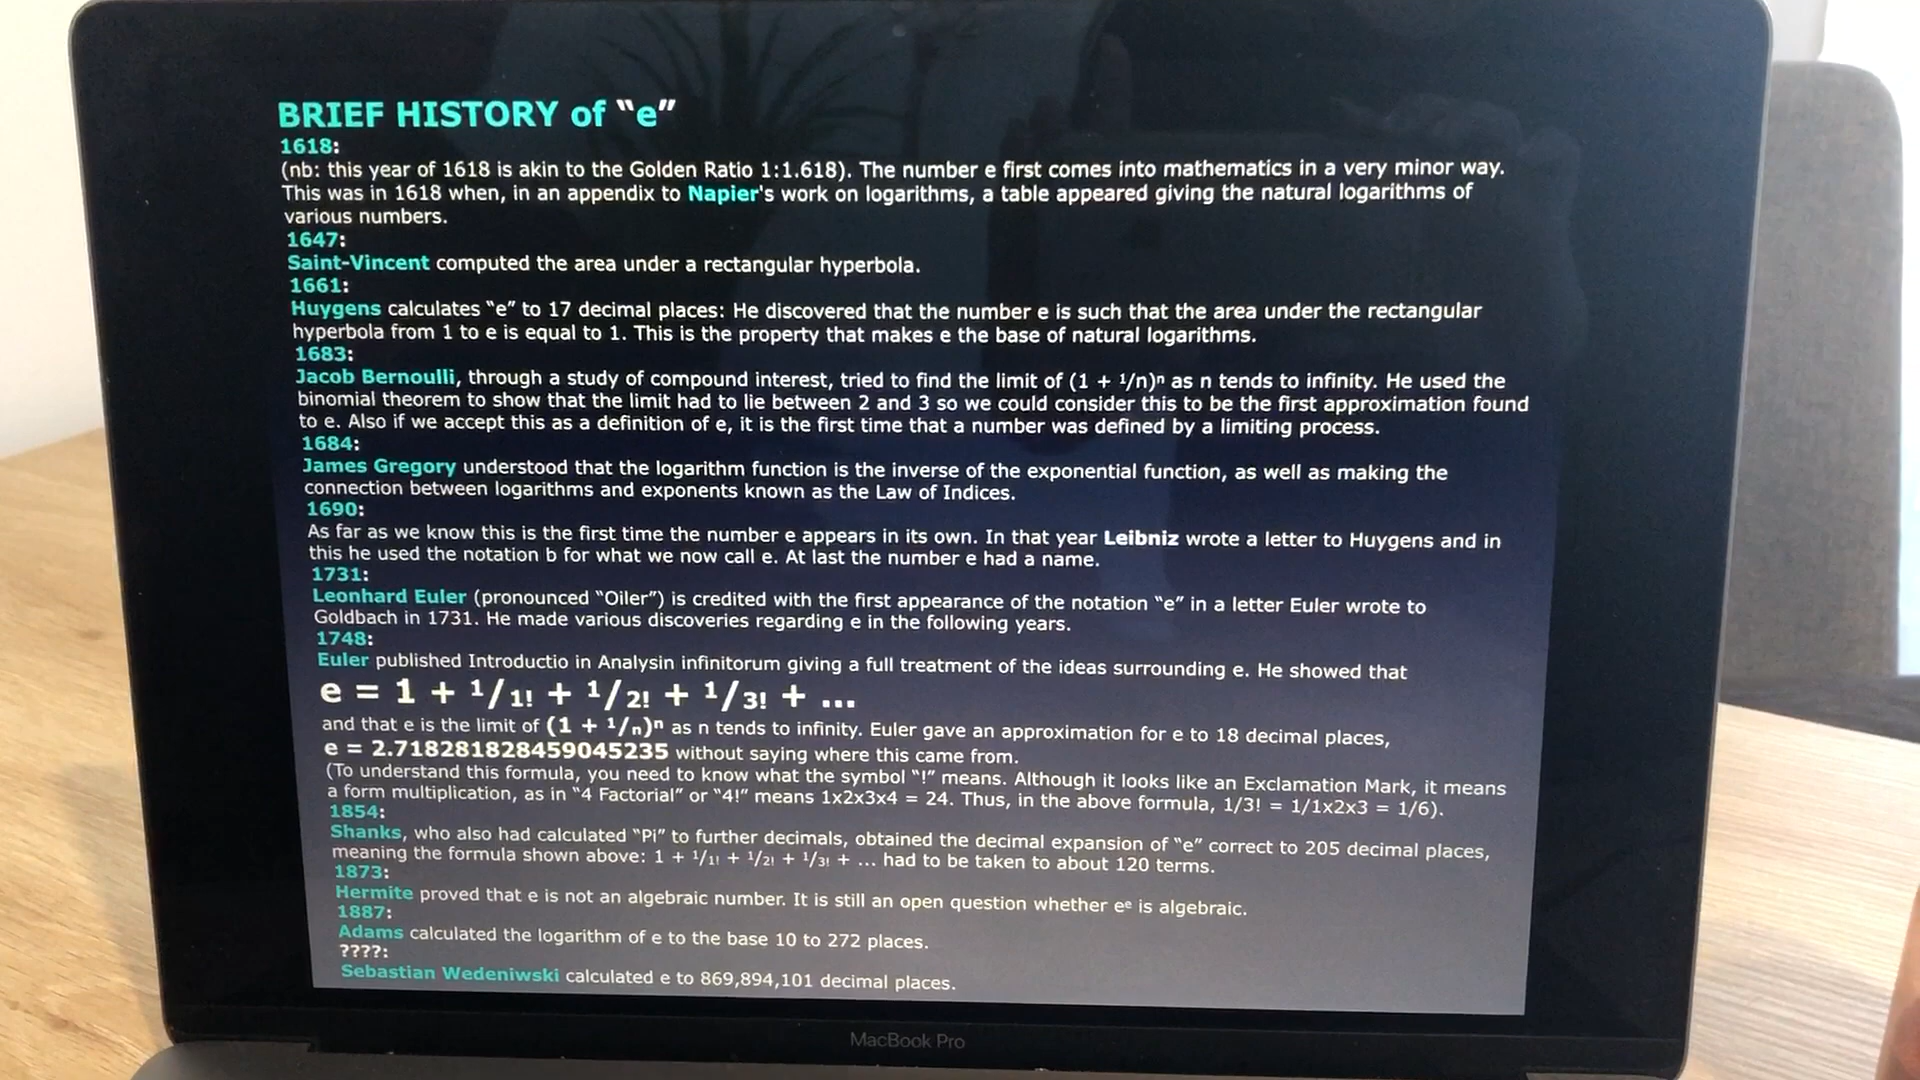 BRIEF HISTORY of “e”
1618:
(nb: this year of 1618 is akin to the Golden Ratio 1:1.618). The number e first comes into mathematics in a very minor way.
This was in 1618 when, in an appendix to Napier's work on logarithms, a table appeared giving the natural logarithms of
various numbers.
1647:
Saint-Vincent computed the area under a rectangular hyperbola.
1661:
Huygens calculates “e” to 17 decimal places: He discovered that the number e is such that the area under the rectangular
hyperbola from 1 to e is equal to 1. This is the property that makes e the base of natural logarithms.
1683:
Jacob Bernoulli, through a study of compound interest, tried to find the limit of (1 + ¹/n)ⁿ as n tends to infinity. He used the
binomial theorem to show that the limit had to lie between 2 and 3 so we could consider this to be the first approximation found
to e. Also if we accept this as a definition of e, it is the first time that a number was defined by a limiting process.
1684:
James Gregory understood that the logarithm function is the inverse of the exponential function, as well as making the
connection between logarithms and exponents known as the Law of Indices.
1690:
As far as we know this is the first time the number e appears in its own. In that year Leibniz wrote a letter to Huygens and in
this he used the notation b for what we now call e. At last the number e had a name.
1731:
Leonhard Euler (pronounced “Oiler”) is credited with the first appearance of the notation “e” in a letter Euler wrote to
Goldbach in 1731. He made various discoveries regarding e in the following years.
1748:
Euler published Introductio in Analysin infinitorum giving a full treatment of the ideas surrounding e. He showed that
e = 1 + ¹/1! + ¹/2! + ¹/3! + ...
and that e is the limit of (1 + ¹/n)ⁿ as n tends to infinity. Euler gave an approximation for e to 18 decimal places,
e = 2.718281828459045235 without saying where this came from.
(To understand this formula, you need to know what the symbol “!” means. Although it looks like an Exclamation Mark, it means
a form multiplication, as in “4 Factorial” or “4!” means 1x2x3x4 = 24. Thus, in the above formula, 1/3! = 1/1x2x3 = 1/6).
1854:
Shanks, who also had calculated “Pi” to further decimals, obtained the decimal expansion of “e” correct to 205 decimal places,
meaning the formula shown above: 1 + ¹/1! + ¹/2! + ¹/3! + ... had to be taken to about 120 terms.
1873:
Hermite proved that e is not an algebraic number. It is still an open question whether eᵉ is algebraic.
1887:
Adams calculated the logarithm of e to the base 10 to 272 places.
????:
Sebastian Wedeniwski calculated e to 869,894,101 decimal places.
MacBook Pro